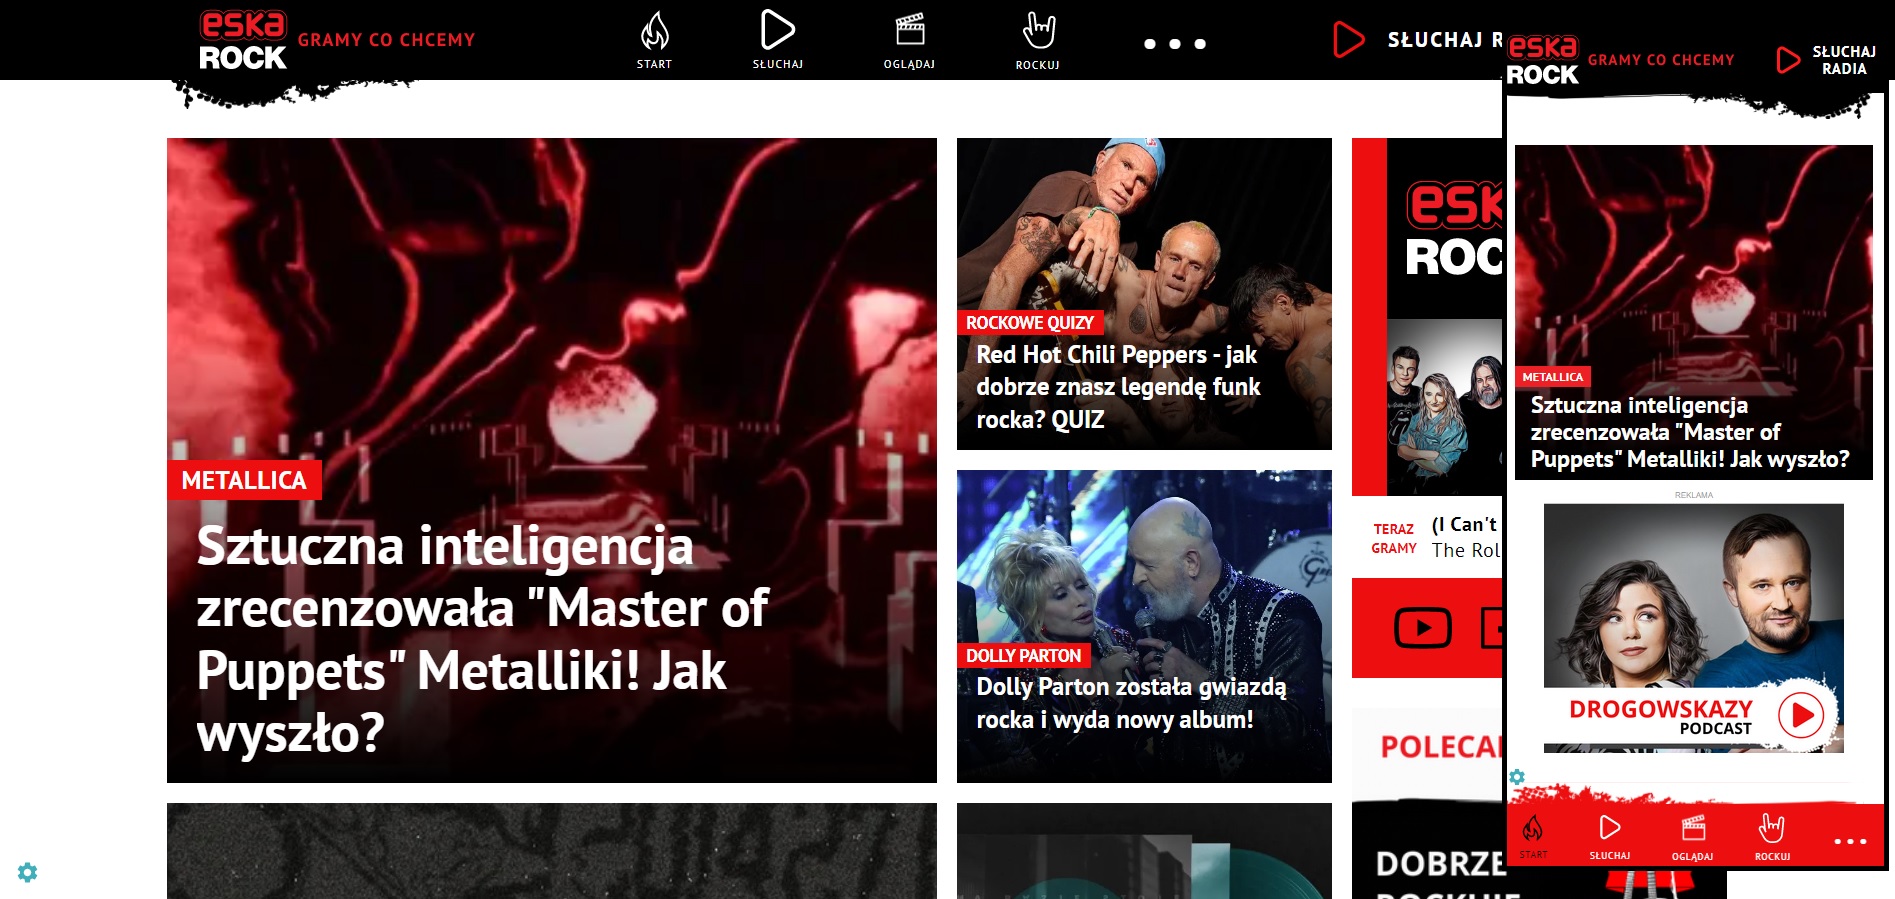 eska
ROCK
GRAMY CO CHCEMY
START
SŁUCHAJ
OGLĄDAJ
ROCKUJ
SŁUCHAJ R
METALLICA
Sztuczna inteligencja
zrecenzowała "Master of
Puppets" Metalliki! Jak
wyszło?
ROCKOWE QUIZY
Red Hot Chili Peppers - jak
dobrze znasz legendę funk
rocka? QUIZ
DOLLY PARTON
Dolly Parton została gwiazdą
rocka i wyda nowy album!
esk
ROC
TERAZ
GRAMY
(I Can't
The Rol
POLECA
DOBRZE
eska
ROCK
GRAMY CO CHCEMY
SŁUCHAJ
RADIA
METALLICA
Sztuczna inteligencja
zrecenzowała "Master of
Puppets" Metalliki! Jak wyszło?
REKLAMA
DROGOWSKAZY
PODCAST
START
SŁUCHAJ
OGLĄDAJ
ROCKUJ